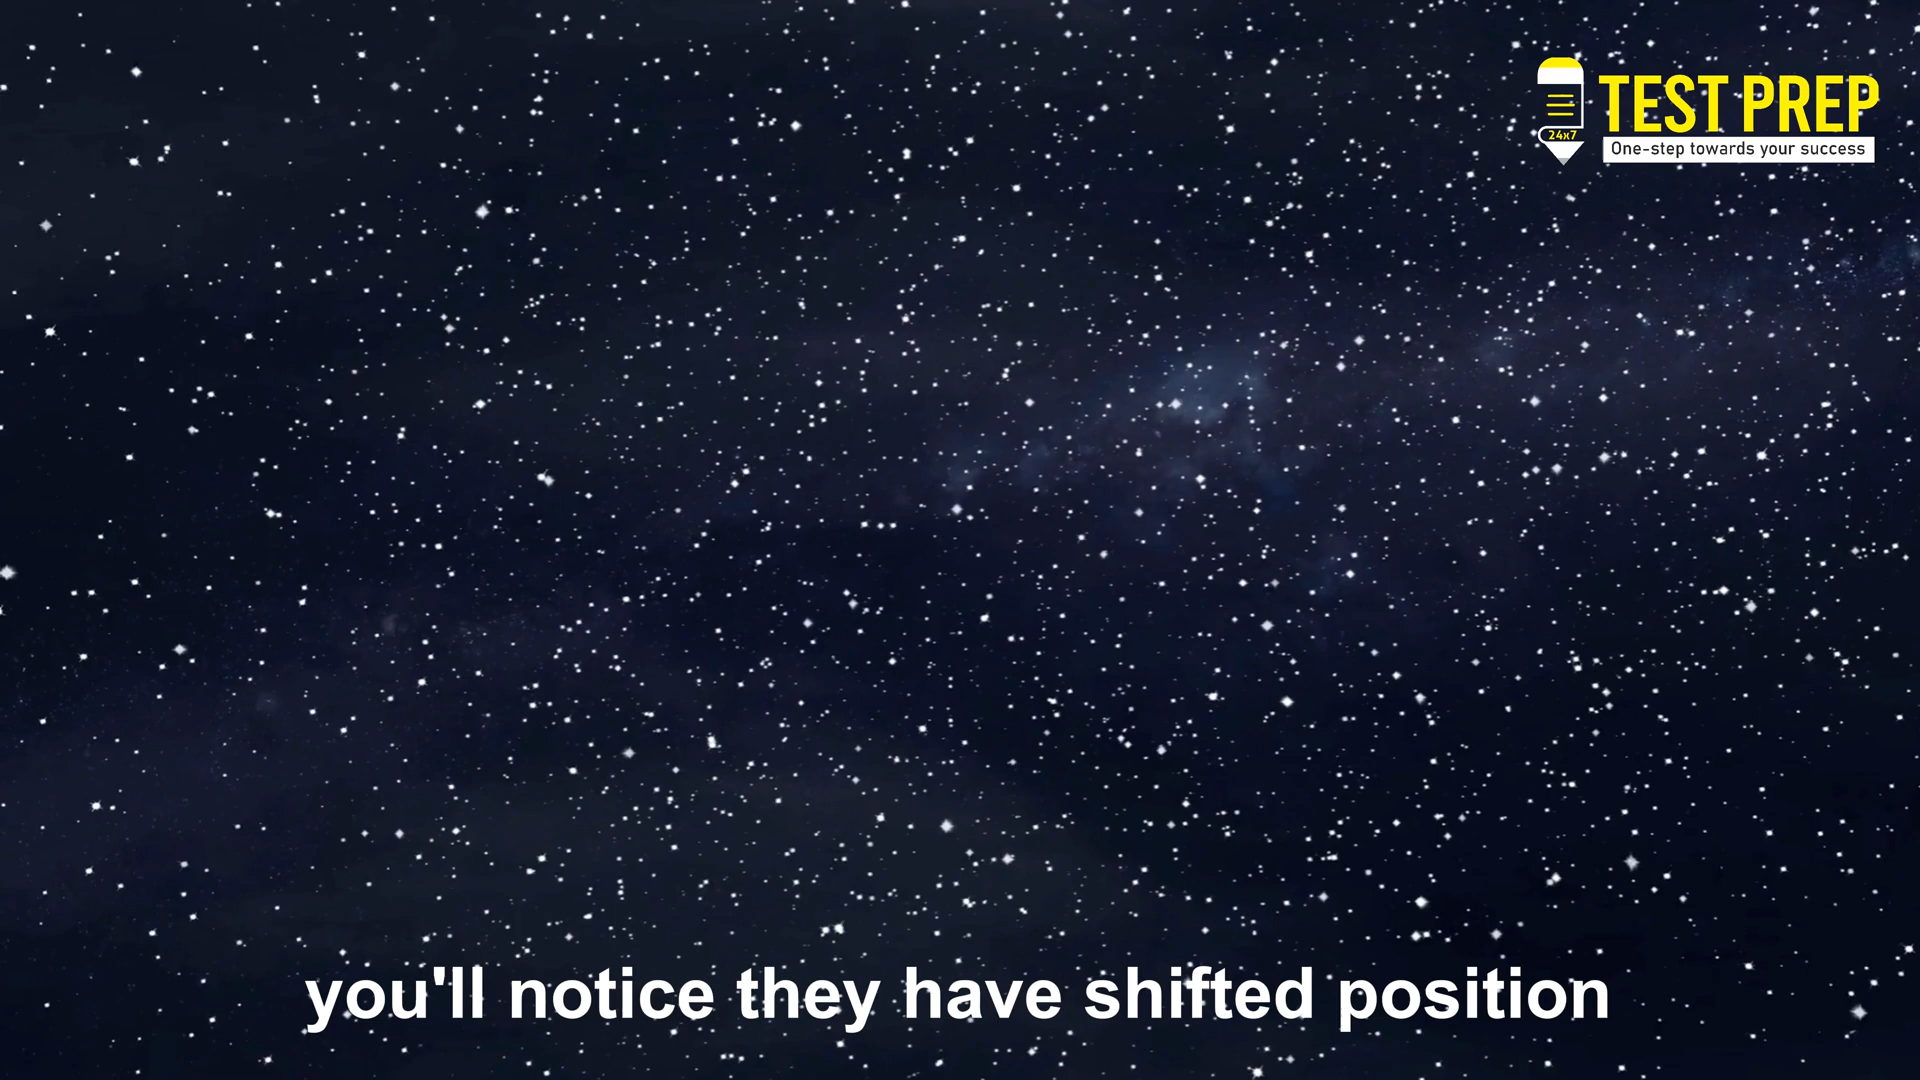 TEST PREP
24x7
One-step towards your success
you'll notice they have shifted position